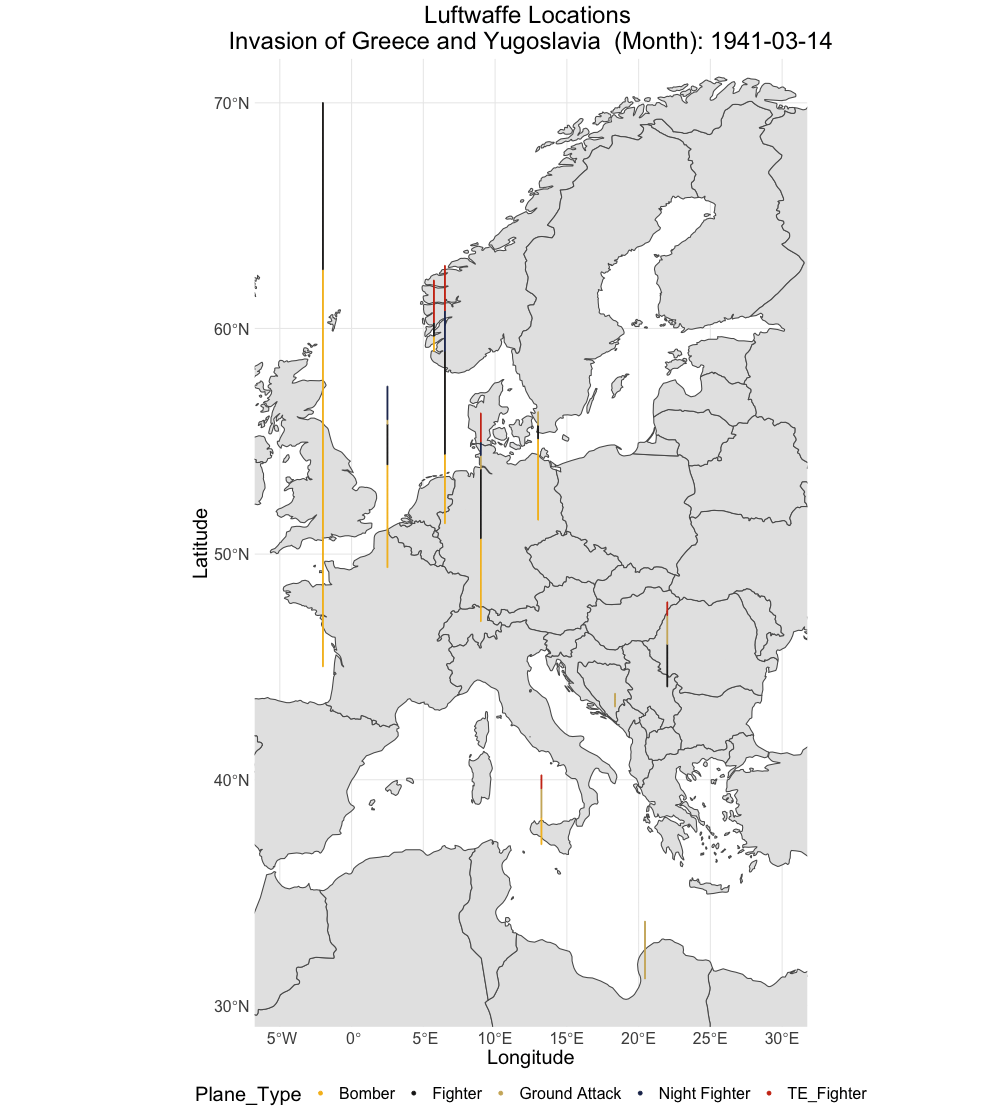 Luftwaffe Locations
Invasion of Greece and Yugoslavia  (Month): 1941-03-14
Latitude
70°N
60°N
50°N
40°N
30°N
5°W 0° 5°E 10°E 15°E 20°E 25°E 30°E
Longitude
Plane_Type Bomber Fighter Ground Attack Night Fighter TE_Fighter